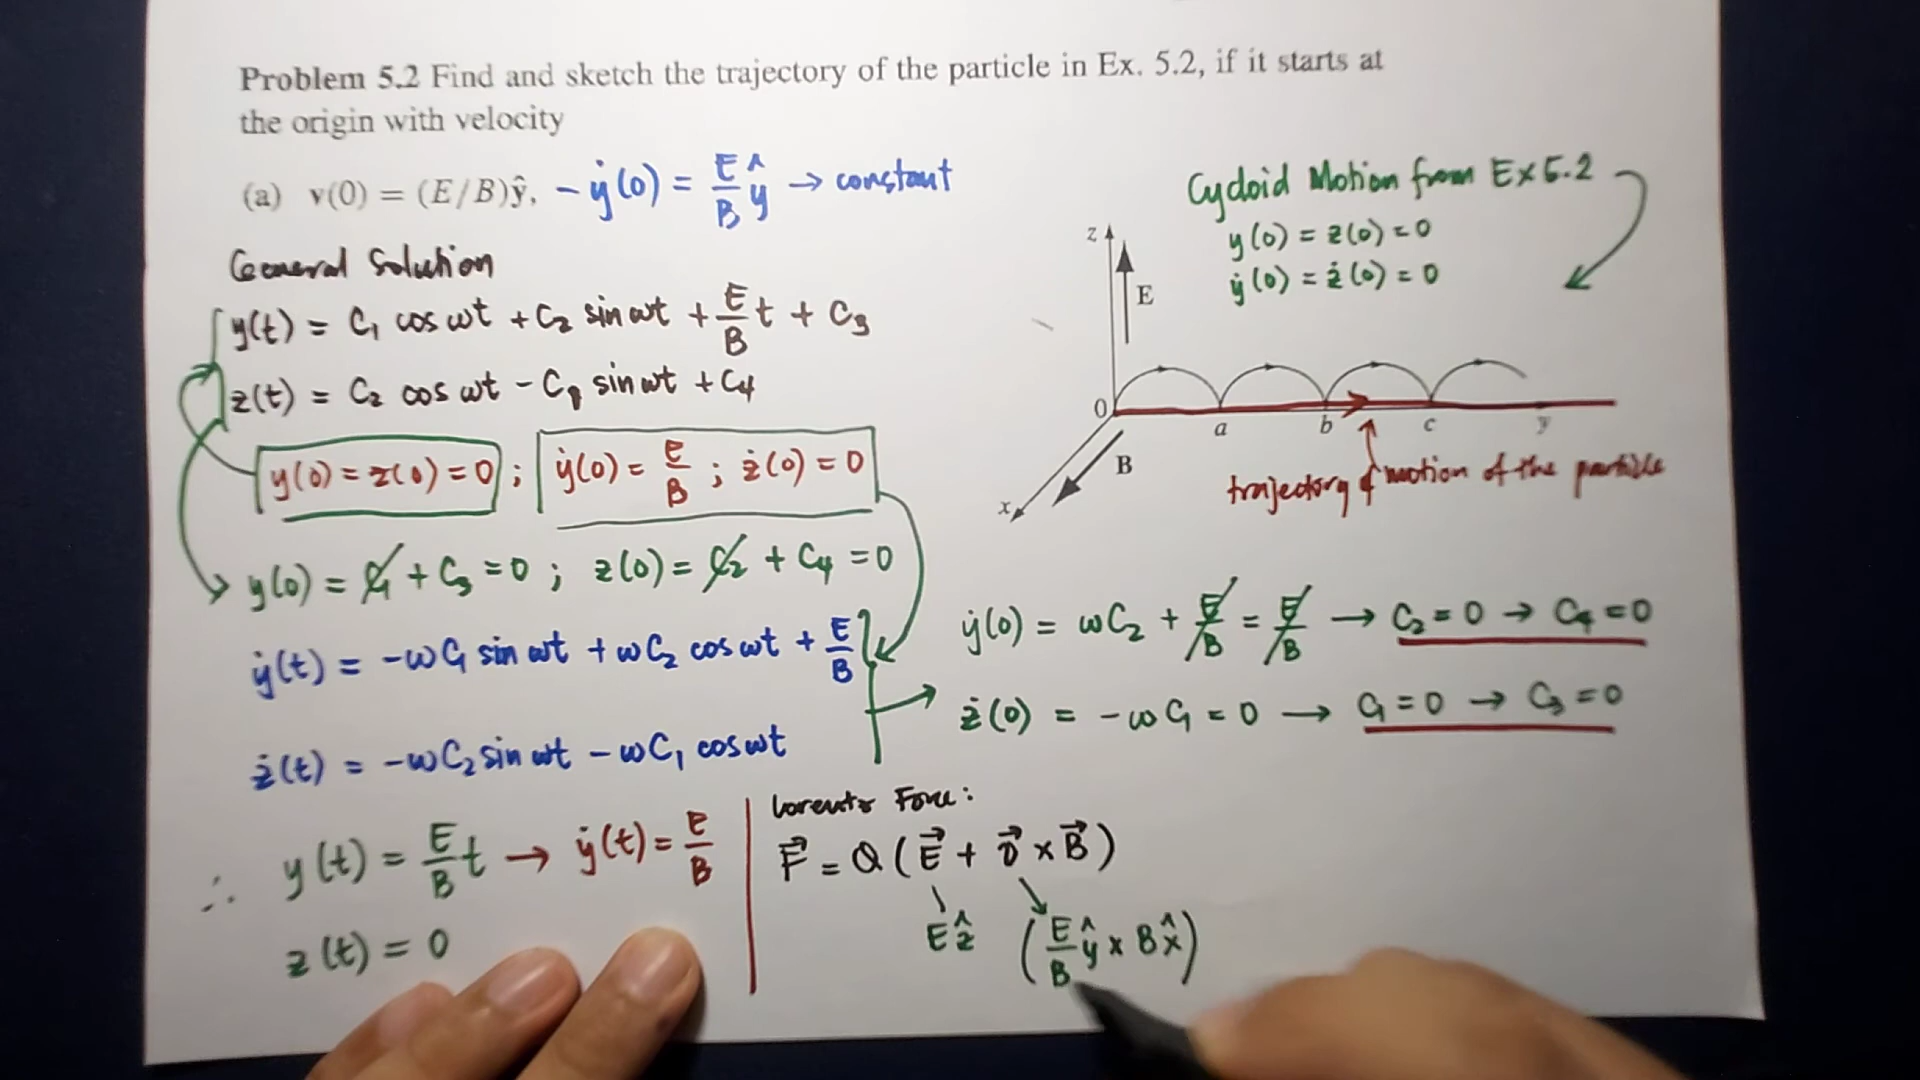 Problem 5.2 Find and sketch the trajectory of the particle in Ex. 5.2, if it starts at
the origin with velocity
(a) v(0) = (E/B)ŷ, - ẏ(0) = E/B ŷ → constant
General Solution
y(t) = C₁ cos ωt + C₂ sin ωt + E/B t + C₃
z(t) = C₂ cos ωt - C₁ sin ωt + C₄
y(0) = z(0) = 0 ; ẏ(0) = E/B ; ż(0) = 0
y(0) = C₁ + C₃ = 0 ; z(0) = C₂ + C₄ = 0
ẏ(t) = -ωC₁ sin ωt + ωC₂ cos ωt + E/B
ż(t) = -ωC₂ sin ωt - ωC₁ cos ωt
∴ y(t) = E/B t → ẏ(t) = E/B
z(t) = 0
Cycloid Motion from Ex 5.2
y(0) = z(0) = 0
ẏ(0) = ż(0) = 0
z
E
0
a b c y
B
x
trajectory of motion of the particle
ẏ(0) = ωC₂ + E/B = E/B → C₂ = 0 → C₄ = 0
ż(0) = -ωC₁ = 0 → C₁ = 0 → C₃ = 0
Lorentz Force:
F⃗ = Q(E⃗ + v⃗ × B⃗)
Eẑ (E/B ŷ × Bx̂)